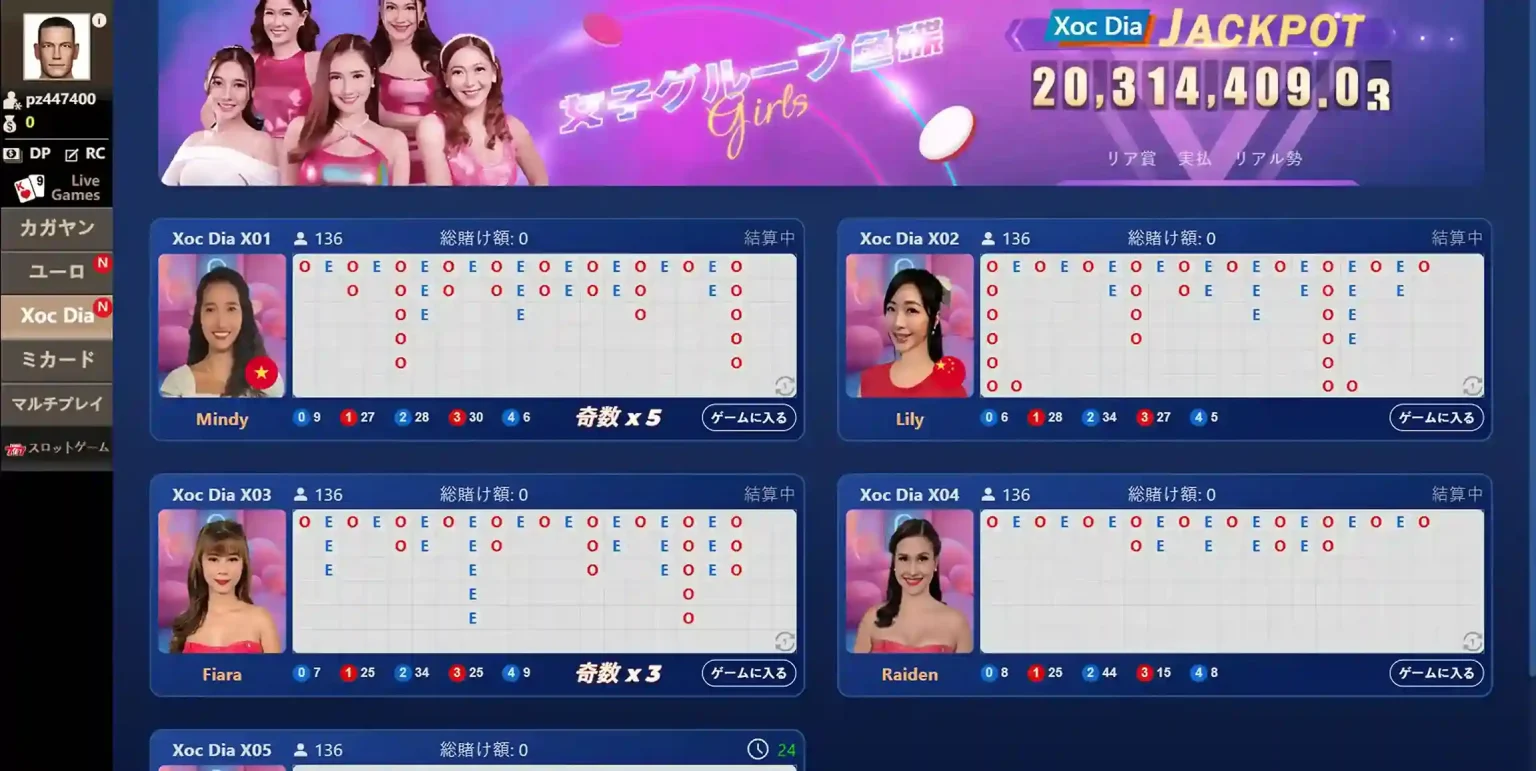 pz447400
0
DP RC
Live
Games
カガヤン
ユーロ N
Xoc Dia N
ミカード
マルチプレイ
スロットゲーム
女子グループ色碟
Girls
Xoc Dia JACKPOT
20,314,409.03
リア賞 実払 リアル勢
Xoc Dia X01 136 総賭け額: 0 結算中
O E O E O E O E O E O E O E O E O E O
O O E O O E O E O E O E O
O E E O O
O O
O O
Mindy 0 9 1 27 2 28 3 30 4 6 奇数 x 5 ゲームに入る
Xoc Dia X02 136 総賭け額: 0 結算中
O E O E O E O E O E O E O E O E O E O
O E O O E E E O E E
O O E O E
O O O E
O O
O O O O
Lily 0 6 1 28 2 34 3 27 4 5 ゲームに入る
Xoc Dia X03 136 総賭け額: 0 結算中
O E O E O E O E O E O E O E O E O E O
E O E E O O E E O E O
E E O E O E O
E O
E O
Fiara 0 7 1 25 2 34 3 25 4 9 奇数 x 3 ゲームに入る
Xoc Dia X04 136 総賭け額: 0 結算中
O E O E O E O E O E O E O E O E O E O
O E E E O E O
Raiden 0 8 1 25 2 44 3 15 4 8 ゲームに入る
Xoc Dia X05 136 総賭け額: 0 24